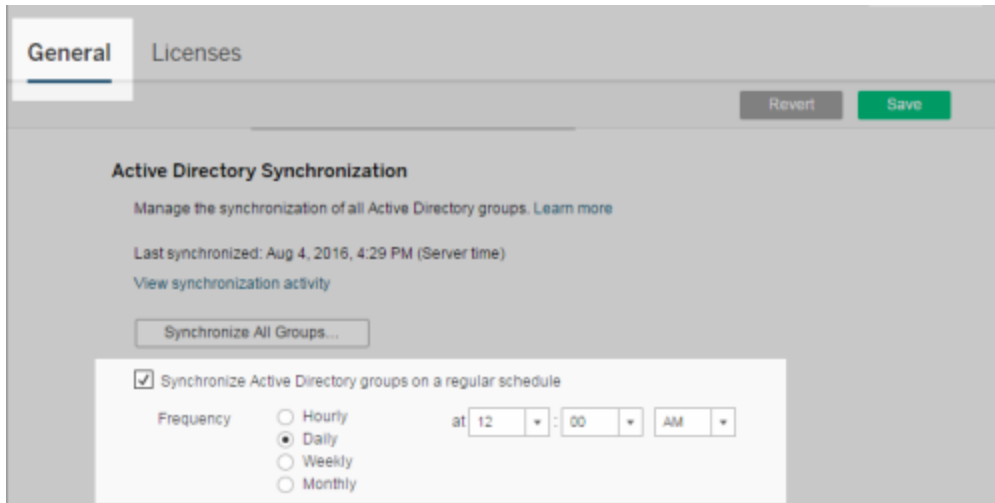 General Licenses
Revert Save
Active Directory Synchronization
Manage the synchronization of all Active Directory groups. Learn more
Last synchronized: Aug 4, 2016, 4:29 PM (Server time)
View synchronization activity
Synchronize All Groups...
Synchronize Active Directory groups on a regular schedule
Frequency Hourly at 12 : 00 AM
Daily
Weekly
Monthly